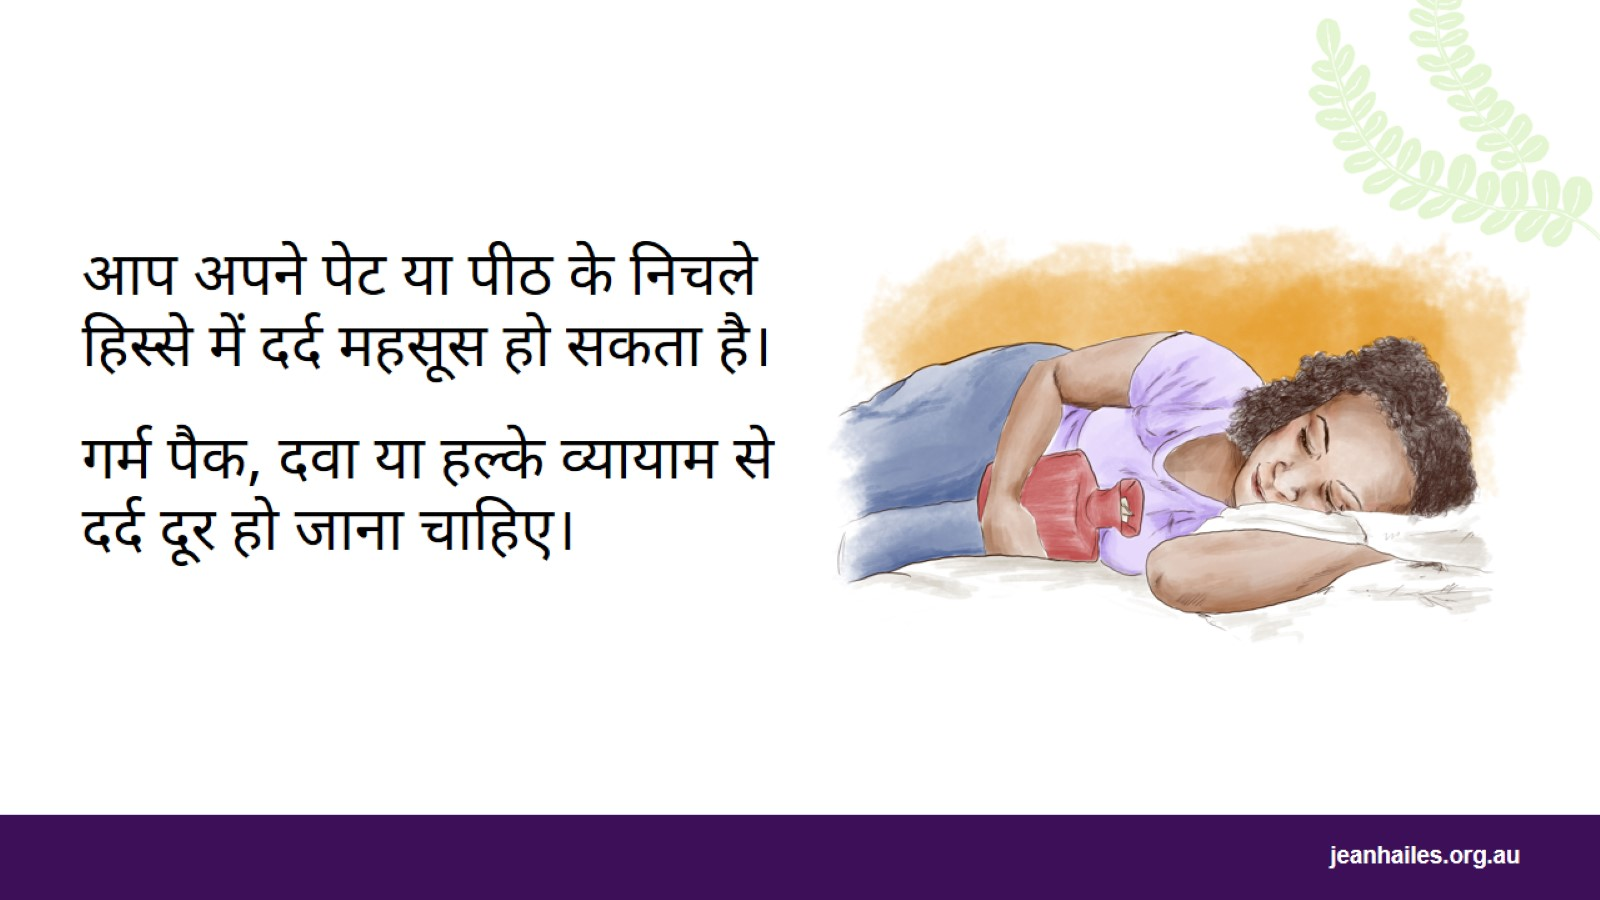 आप अपने पेट या पीठ के निचले
हिस्से में दर्द महसूस हो सकता है।
गर्म पैक, दवा या हल्के व्यायाम से
दर्द दूर हो जाना चाहिए।
jeanhailes.org.au